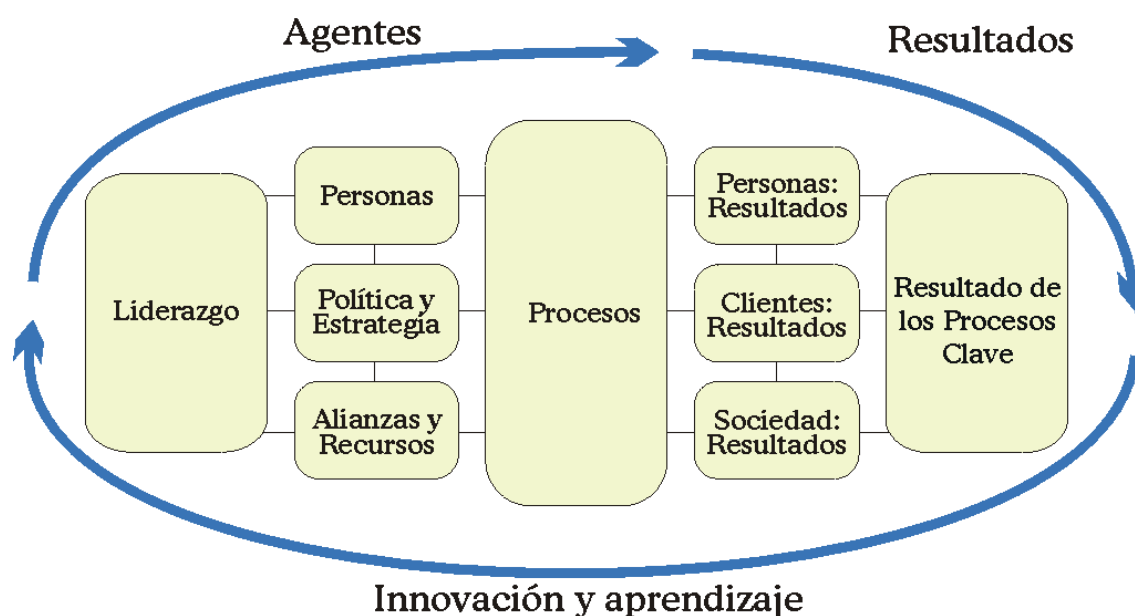 Agentes
Resultados
Liderazgo
Personas
Política y
Estrategia
Alianzas y
Recursos
Procesos
Personas:
Resultados
Clientes:
Resultados
Sociedad:
Resultados
Resultado de
los Procesos
Clave
Innovación y aprendizaje